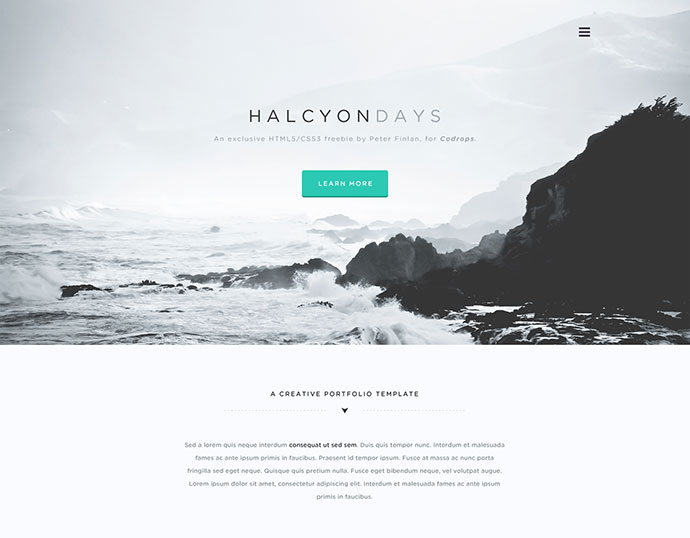 HALCYONDAYS
An exclusive HTML5/CSS3 freebie by Peter Finlan, for Codrops.
LEARN MORE
A CREATIVE PORTFOLIO TEMPLATE
Sed a lorem quis neque interdum consequat ut sed sem. Duis quis tempor nunc. Interdum et malesuada
fames ac ante ipsum primis in faucibus. Praesent id tempor ipsum. Fusce at massa ac nunc porta
fringilla sed eget neque. Quisque quis pretium nulla. Fusce eget bibendum neque, vel volutpat augue.
Lorem ipsum dolor sit amet, consectetur adipiscing elit. Interdum et malesuada fames ac ante ipsum
primis in faucibus.